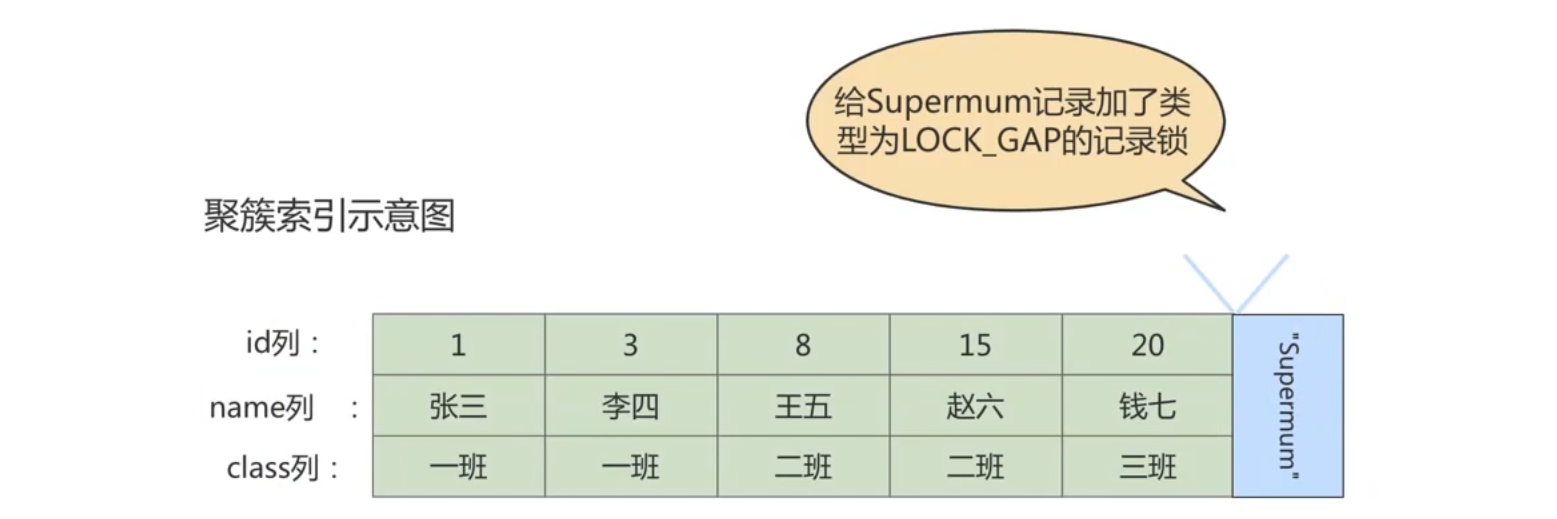 给Supermum记录加了类
型为LOCK_GAP的记录锁
聚簇索引示意图
id列： 1 3 8 15 20
name列 ： 张三 李四 王五 赵六 钱七
class列： 一班 一班 二班 二班 三班
"Supermum"